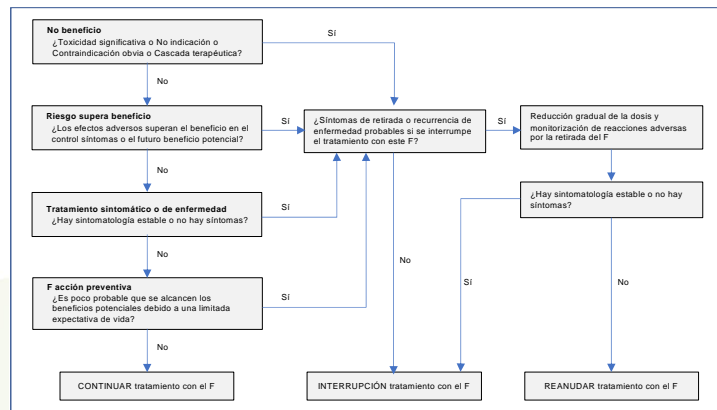 No beneficio
¿Toxicidad significativa o No indicación o
Contraindicación obvia o Cascada terapéutica?
Sí
No
Riesgo supera beneficio
¿Los efectos adversos superan el beneficio en el
control síntomas o el futuro beneficio potencial?
Sí
¿Síntomas de retirada o recurrencia de
enfermedad probables si se interrumpe
el tratamiento con este F?
Sí
Reducción gradual de la dosis y
monitorización de reacciones adversas
por la retirada del F
No
Tratamiento sintomático o de enfermedad
¿Hay sintomatología estable o no hay síntomas?
Sí
¿Hay sintomatología estable o no hay
síntomas?
No
No
F acción preventiva
¿Es poco probable que se alcancen los
beneficios potenciales debido a una limitada
expectativa de vida?
Sí
Sí
No
No
CONTINUAR tratamiento con el F
INTERRUPCIÓN tratamiento con el F
REANUDAR tratamiento con el F